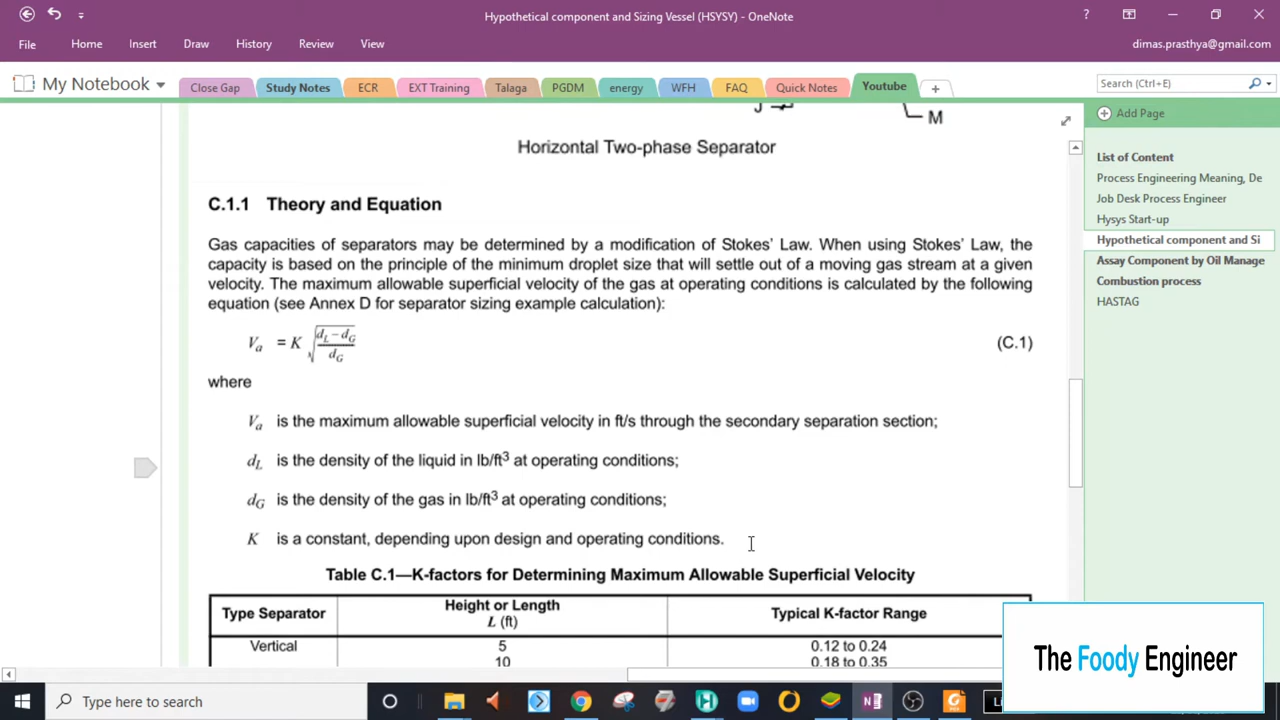 Hypothetical component and Sizing Vessel (HSYSY) - OneNote
?
File Home Insert Draw History Review View
dimas.prasthya@gmail.com
My Notebook
Close Gap Study Notes ECR EXT Training Talaga PGDM energy WFH FAQ Quick Notes Youtube +
Search (Ctrl+E)
Add Page
List of Content
Process Engineering Meaning, De
Job Desk Process Engineer
Hysys Start-up
Hypothetical component and Si
Assay Component by Oil Manage
Combustion process
HASTAG
J
M
Horizontal Two-phase Separator
C.1.1 Theory and Equation
Gas capacities of separators may be determined by a modification of Stokes' Law. When using Stokes' Law, the
capacity is based on the principle of the minimum droplet size that will settle out of a moving gas stream at a given
velocity. The maximum allowable superficial velocity of the gas at operating conditions is calculated by the following
equation (see Annex D for separator sizing example calculation):
Va = K √((dL – dG)/dG) (C.1)
where
Va is the maximum allowable superficial velocity in ft/s through the secondary separation section;
dL is the density of the liquid in lb/ft³ at operating conditions;
dG is the density of the gas in lb/ft³ at operating conditions;
K is a constant, depending upon design and operating conditions.
Table C.1—K-factors for Determining Maximum Allowable Superficial Velocity
Type Separator Height or Length Typical K-factor Range
L (ft)
Vertical 5 0.12 to 0.24
10 0.18 to 0.35
The Foody Engineer
Type here to search